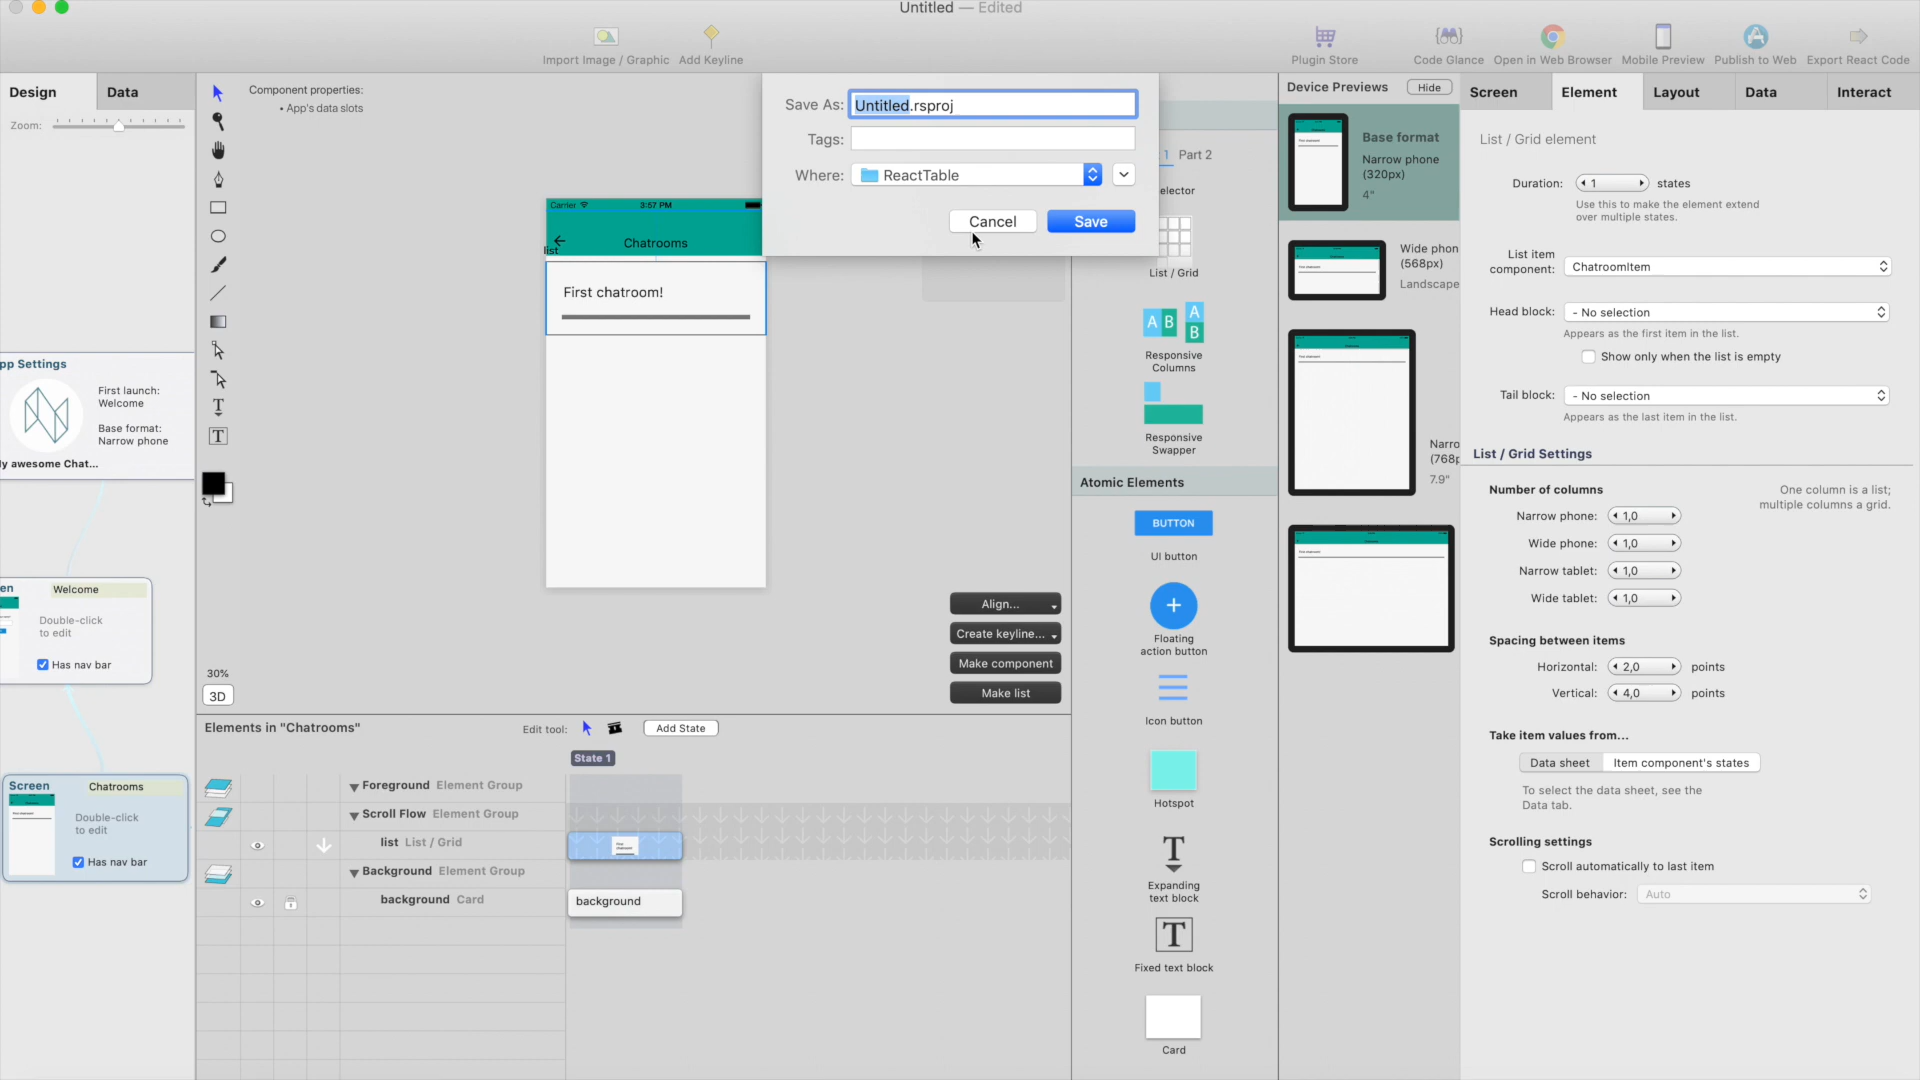 Untitled — Edited
Import Image / Graphic
Add Keyline
Plugin Store
Code Glance
Open in Web Browser
Mobile Preview
Publish to Web
Export React Code
Design
Data
Zoom:
Component properties:
• App's data slots
Save As: Untitled.rsproj
Tags:
Where: ReactTable
Cancel
Save
Carrier
3:57 PM
Chatrooms
list
First chatroom!
pp Settings
First launch:
Welcome
Base format:
Narrow phone
ly awesome Chat...
en
Welcome
Double-click
to edit
Has nav bar
Screen
Chatrooms
Double-click
to edit
Has nav bar
30%
3D
Align...
Create keyline...
Make component
Make list
Elements in "Chatrooms"
Edit tool:
Add State
State 1
Foreground Element Group
Scroll Flow Element Group
list List / Grid
Background Element Group
background Card
background
1
Part 2
elector
List / Grid
A B
A
B
Responsive
Columns
Responsive
Swapper
Atomic Elements
BUTTON
UI button
Floating
action button
Icon button
Hotspot
T
Expanding
text block
T
Fixed text block
Card
Device Previews
Hide
Base format
Narrow phone
(320px)
4"
Wide phon
(568px)
Landscape
Narro
(768p
7.9"
Screen
Element
Layout
Data
Interact
List / Grid element
Duration: 1 states
Use this to make the element extend
over multiple states.
List item
component: ChatroomItem
Head block: - No selection
Appears as the first item in the list.
Show only when the list is empty
Tail block: - No selection
Appears as the last item in the list.
List / Grid Settings
Number of columns
One column is a list;
multiple columns a grid.
Narrow phone: 1,0
Wide phone: 1,0
Narrow tablet: 1,0
Wide tablet: 1,0
Spacing between items
Horizontal: 2,0 points
Vertical: 4,0 points
Take item values from...
Data sheet
Item component's states
To select the data sheet, see the
Data tab.
Scrolling settings
Scroll automatically to last item
Scroll behavior: Auto